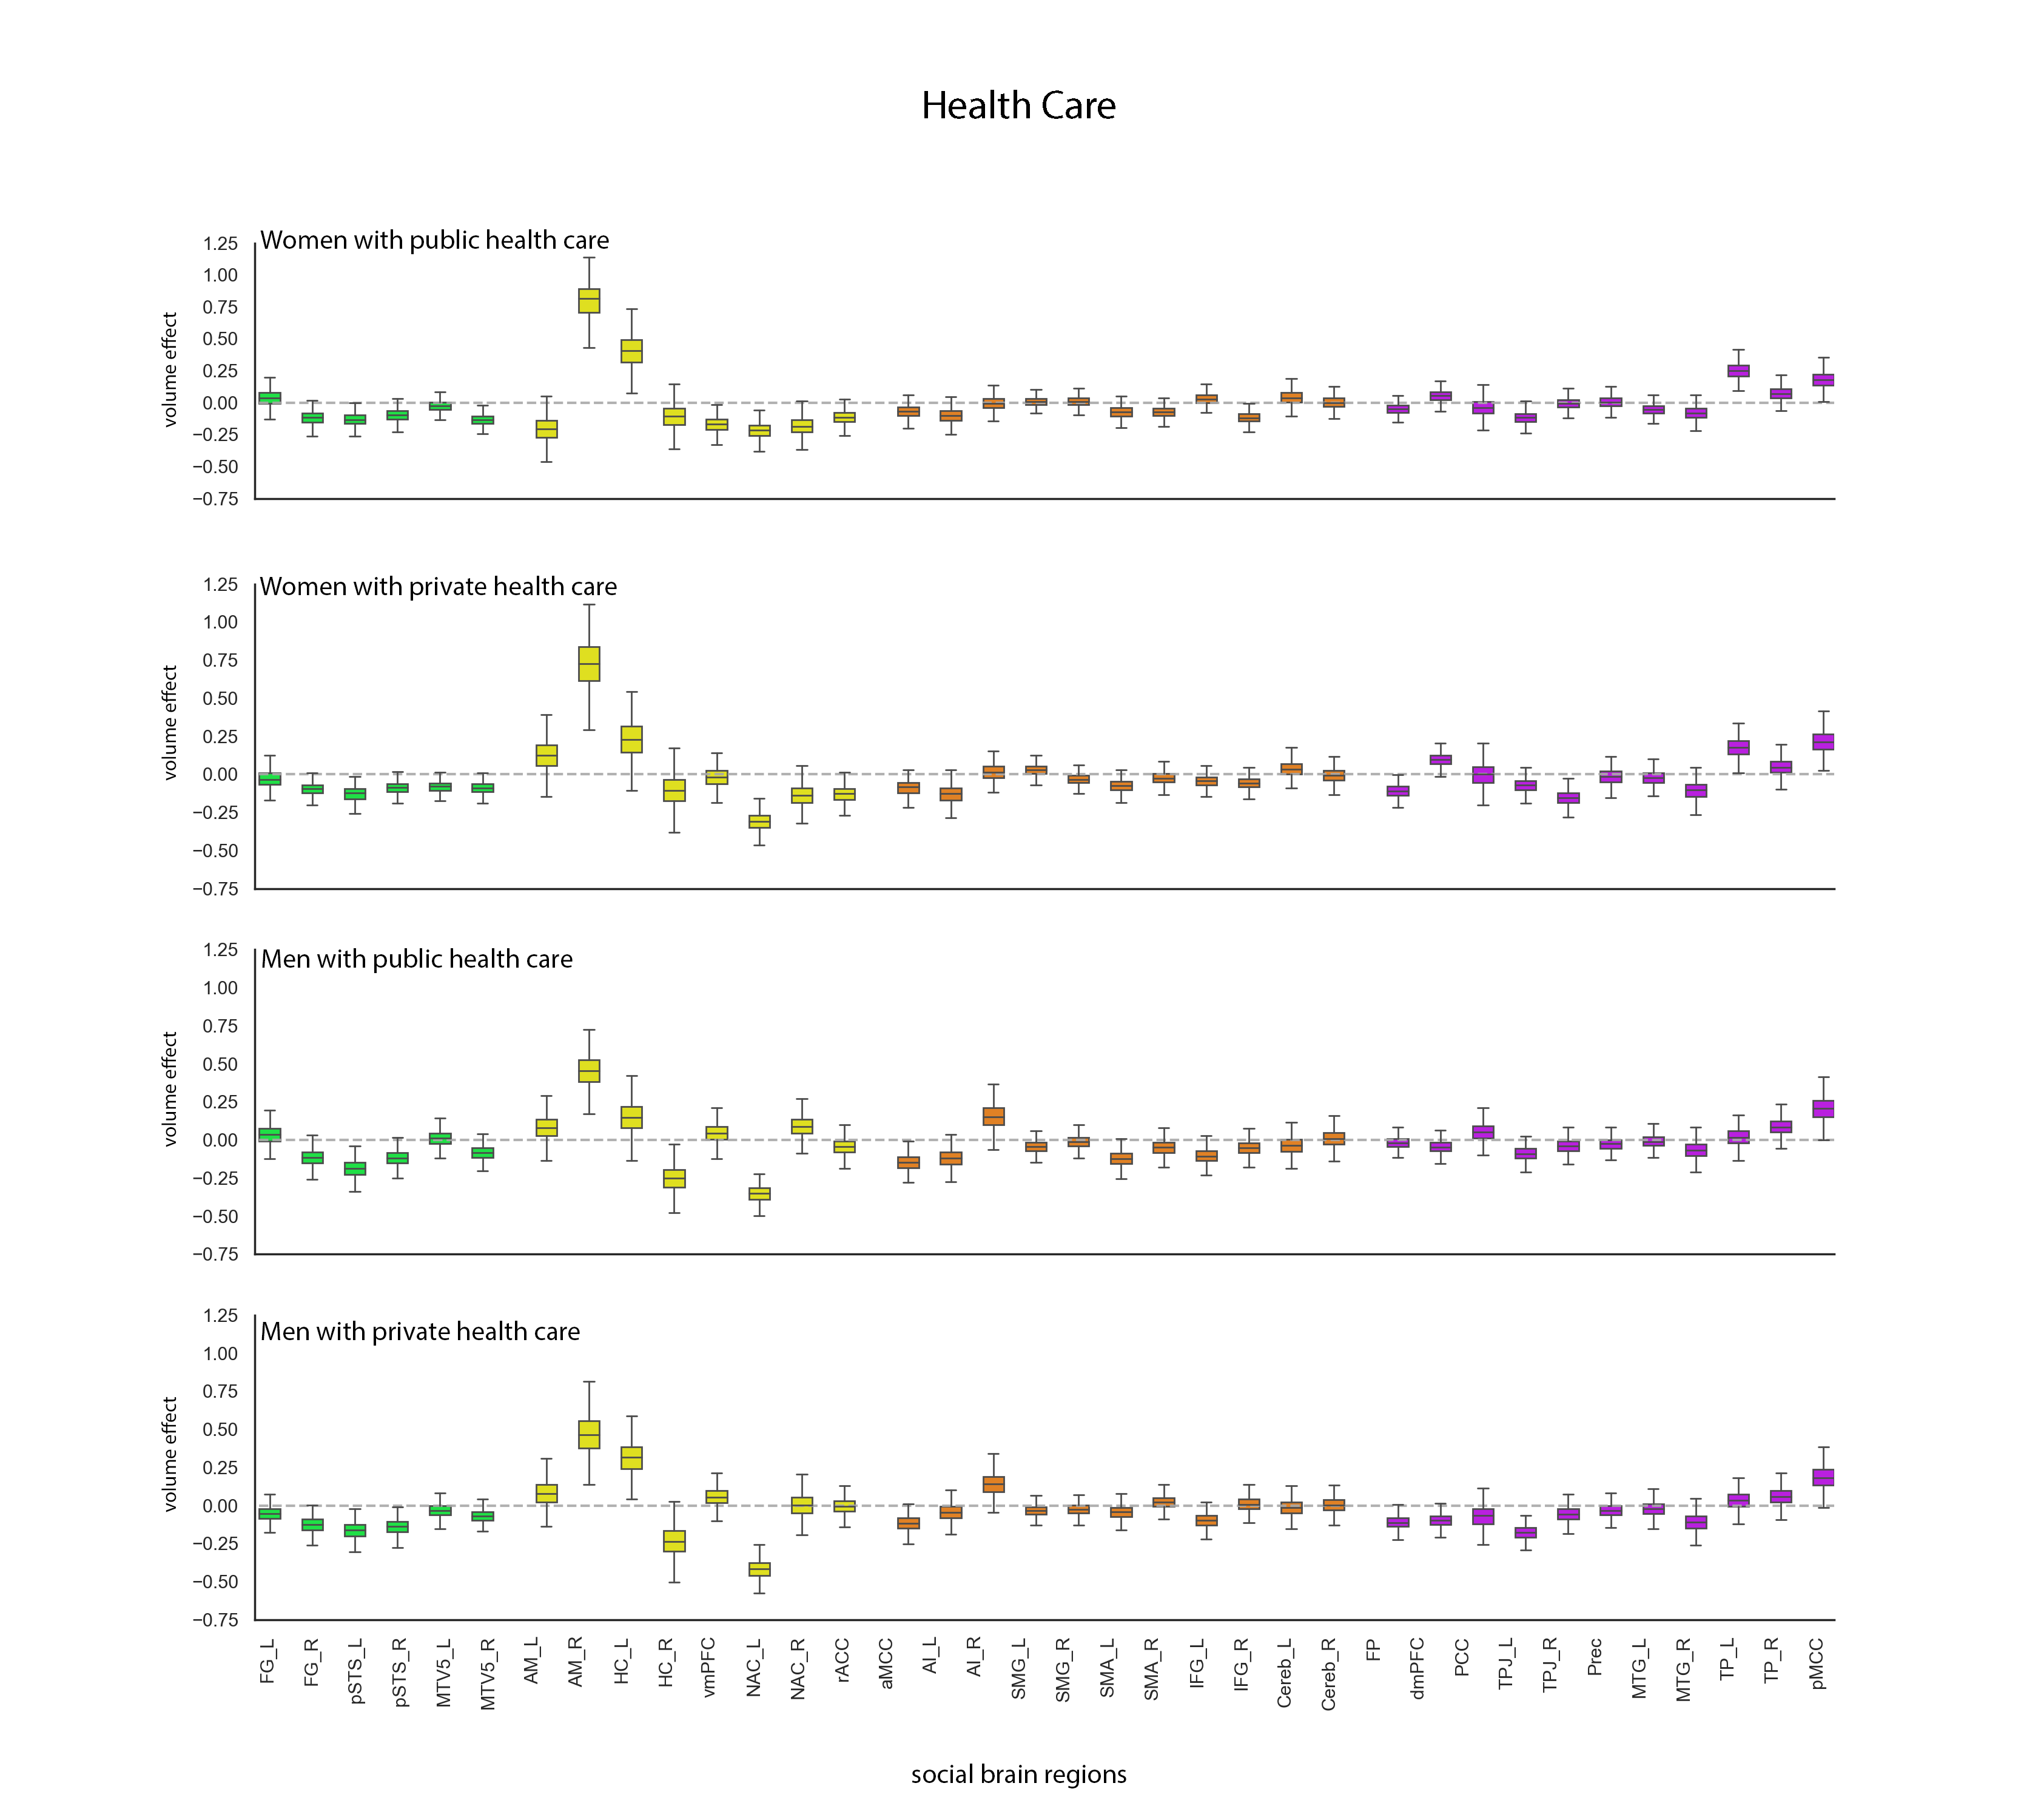 Health Care
Women with public health care
volume effect
1.25
1.00
0.75
0.50
0.25
0.00
−0.25
−0.50
−0.75
Women with private health care
volume effect
1.25
1.00
0.75
0.50
0.25
0.00
−0.25
−0.50
−0.75
Men with public health care
volume effect
1.25
1.00
0.75
0.50
0.25
0.00
−0.25
−0.50
−0.75
Men with private health care
volume effect
1.25
1.00
0.75
0.50
0.25
0.00
−0.25
−0.50
−0.75
FG_L
FG_R
pSTS_L
pSTS_R
MTV5_L
MTV5_R
AM_L
AM_R
HC_L
HC_R
vmPFC
NAC_L
NAC_R
rACC
aMCC
AI_L
AI_R
SMG_L
SMG_R
SMA_L
SMA_R
IFG_L
IFG_R
Cereb_L
Cereb_R
FP
dmPFC
PCC
TPJ_L
TPJ_R
Prec
MTG_L
MTG_R
TP_L
TP_R
pMCC
social brain regions